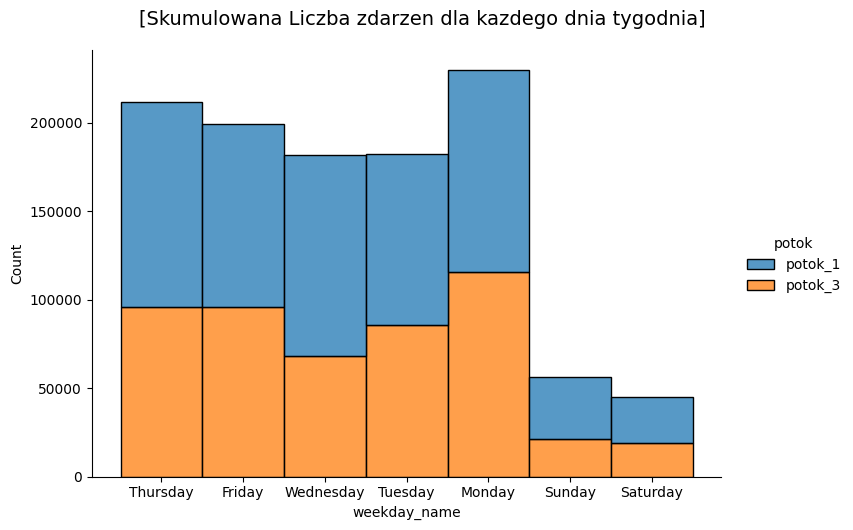 [Skumulowana Liczba zdarzen dla kazdego dnia tygodnia]
200000
150000
100000
50000
0
Count
Thursday Friday Wednesday Tuesday Monday Sunday Saturday
weekday_name
potok
potok_1
potok_3